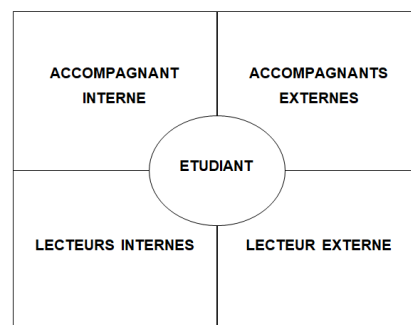 ACCOMPAGNANT
INTERNE
ACCOMPAGNANTS
EXTERNES
ETUDIANT
LECTEURS INTERNES
LECTEUR EXTERNE